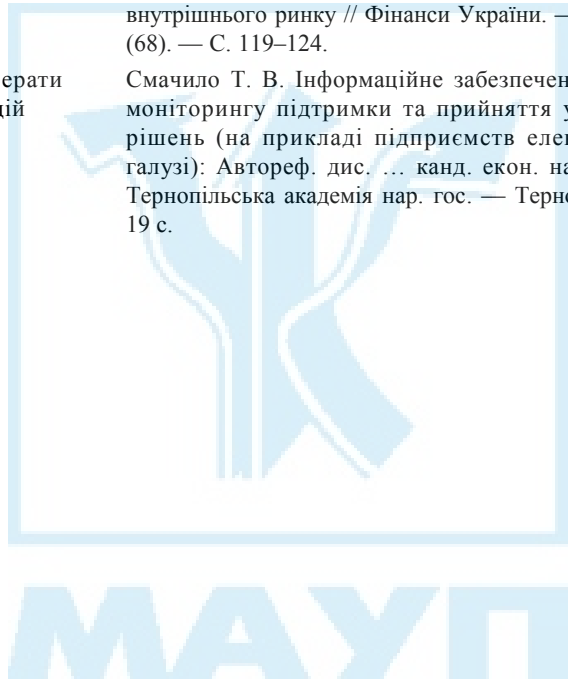 внутрішнього ринку // Фінанси України. —
(68). — С. 119–124.
ерати
цій
Смачило Т. В. Інформаційне забезпечен
моніторингу підтримки та прийняття у
рішень (на прикладі підприємств елек
галузі): Автореф. дис. … канд. екон. на
Тернопільська академія нар. гос. — Терно
19 с.
МАУП